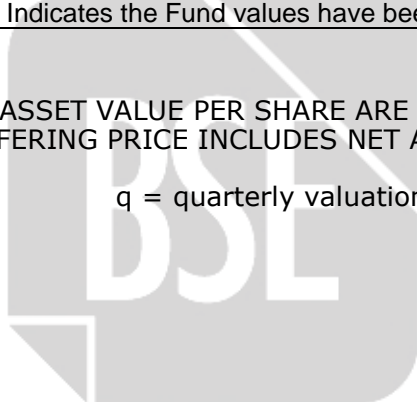 Indicates the Fund values have bee
ASSET VALUE PER SHARE ARE
FERING PRICE INCLUDES NET A
q = quarterly valuation
BSE